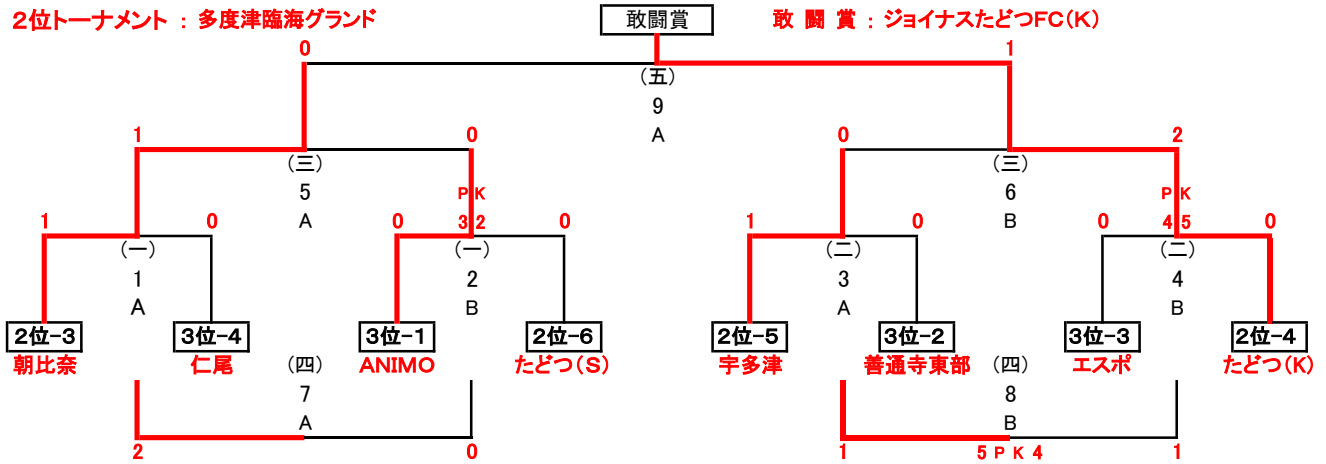 2位トーナメント : 多度津臨海グランド
敢闘賞
敢 闘 賞 : ジョイナスたどつFC(K)
0 1
(五)
9
A
1 0 0 2
(三) (三)
5 6
A B
PK PK
1 0 0 3 2 0 1 0 0 4 5 0
(一) (一) (二) (二)
1 2 3 4
A B A B
2位-3 3位-4 3位-1 2位-6 2位-5 3位-2 3位-3 2位-4
朝比奈 仁尾 (四) ANIMO たどつ(S) 宇多津 善通寺東部 (四) エスポ たどつ(K)
7 8
A B
2 0 1 5 PK 4 1